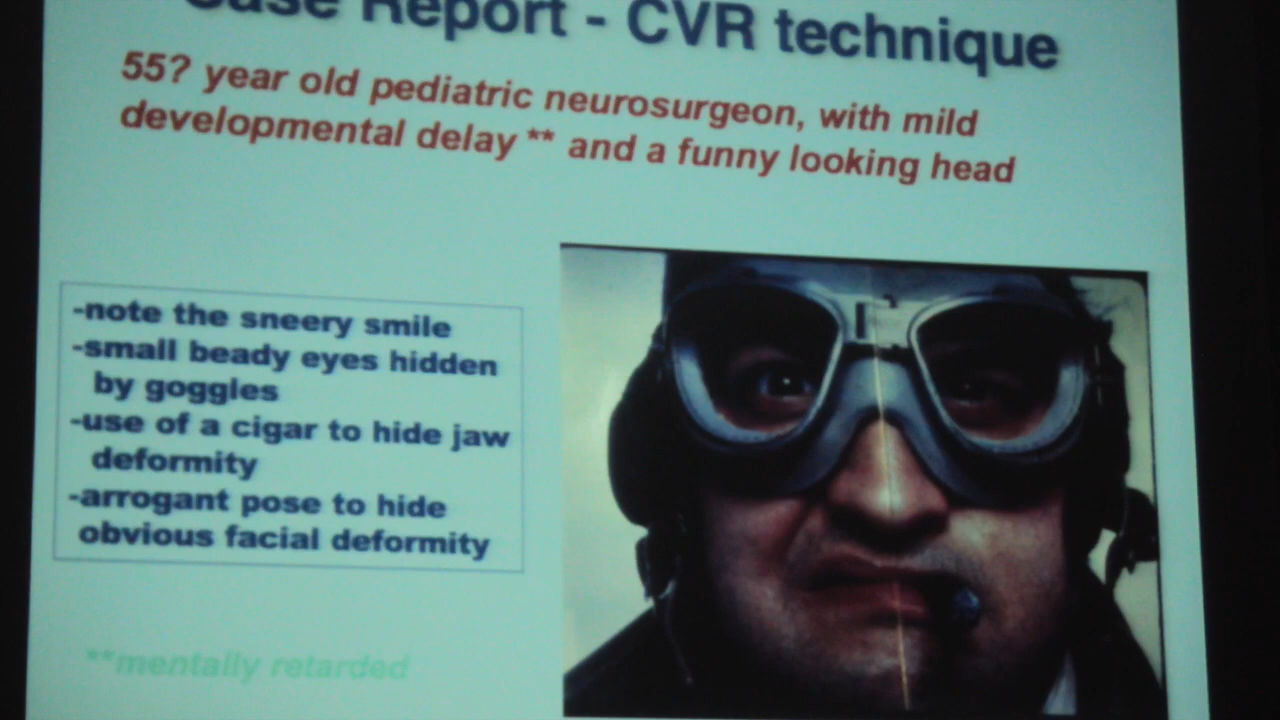 Case Report - CVR technique
55? year old pediatric neurosurgeon, with mild
developmental delay ** and a funny looking head
-note the sneery smile
-small beady eyes hidden
by goggles
-use of a cigar to hide jaw
deformity
-arrogant pose to hide
obvious facial deformity
**mentally retarded